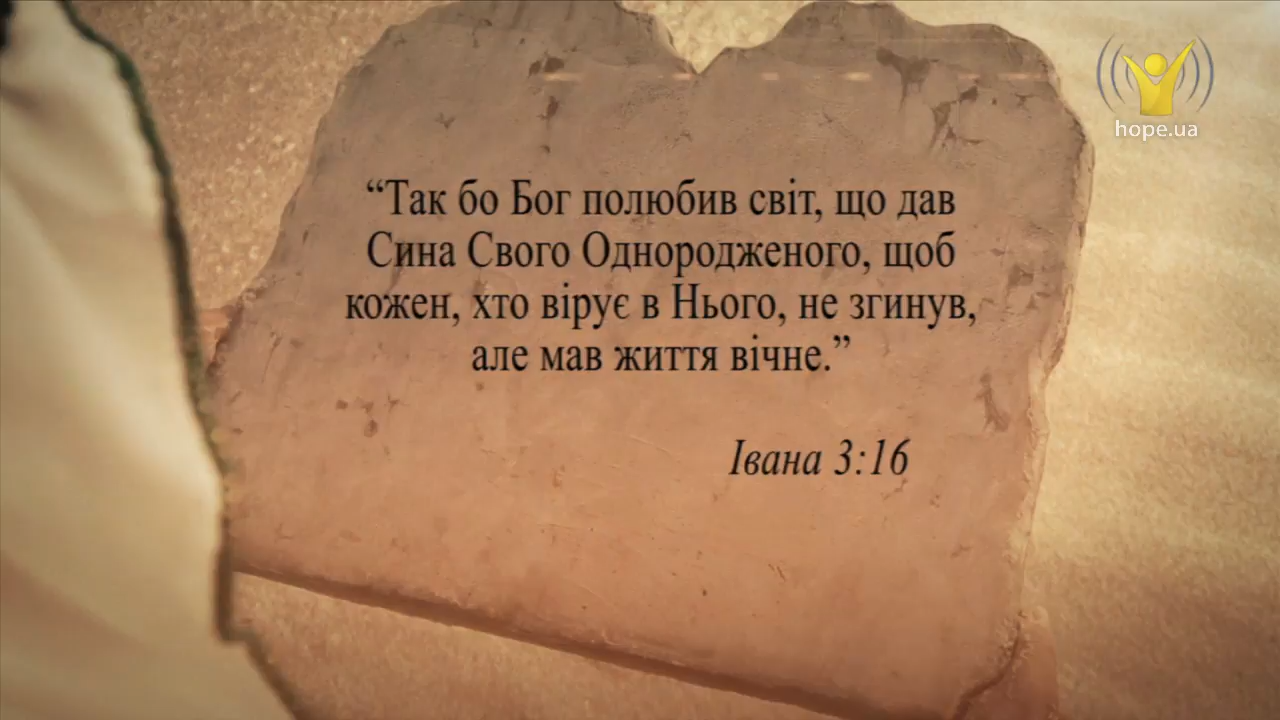 hope.ua
“Так бо Бог полюбив світ, що дав
Сина Свого Однородженого, щоб
кожен, хто вірує в Нього, не згинув,
але мав життя вічне.”
Івана 3:16